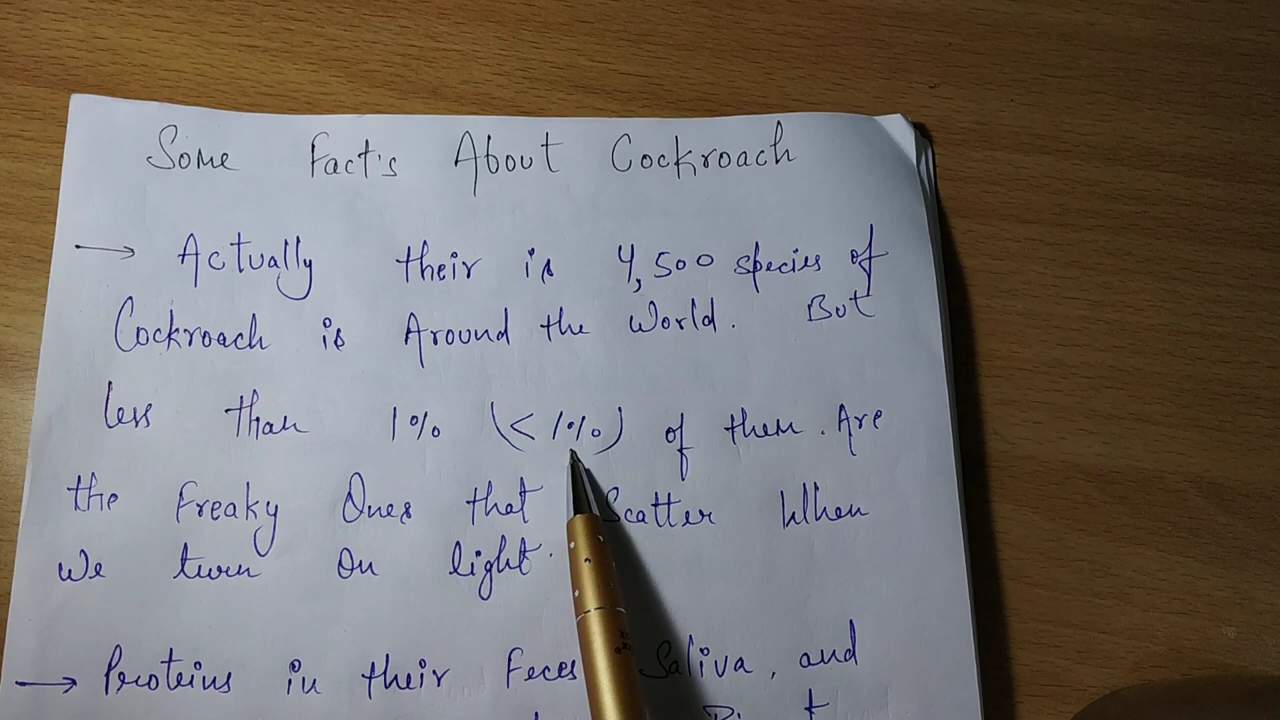 Some Fact's About Cockroach
→ Actually their is 4,500 species of
Cockroach is Around the World. But
less than 1% (<1%) of them. Are
the Freaky Ones that Scatter When
We turn On light.
→ Proteins in their Feces Saliva, and